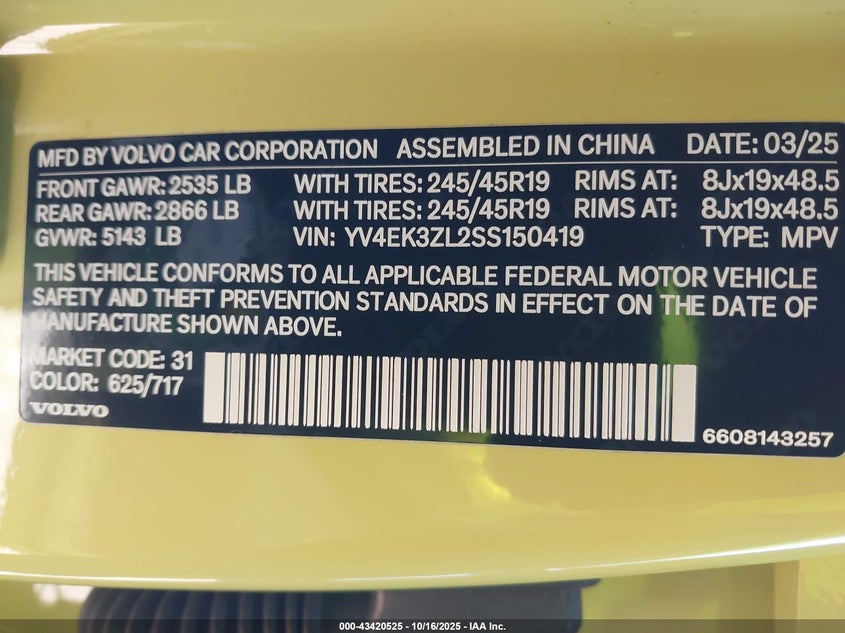 MFD BY VOLVO CAR CORPORATION ASSEMBLED IN CHINA DATE: 03/25
FRONT GAWR: 2535 LB WITH TIRES: 245/45R19 RIMS AT: 8Jx19x48.5
REAR GAWR: 2866 LB WITH TIRES: 245/45R19 RIMS AT: 8Jx19x48.5
GVWR: 5143 LB VIN: YV4EK3ZL2SS150419 TYPE: MPV
THIS VEHICLE CONFORMS TO ALL APPLICABLE FEDERAL MOTOR VEHICLE
SAFETY AND THEFT PREVENTION STANDARDS IN EFFECT ON THE DATE OF
MANUFACTURE SHOWN ABOVE.
MARKET CODE: 31
COLOR: 625/717
VOLVO
6608143257
000-43420525 - 10/16/2025 - IAA Inc.